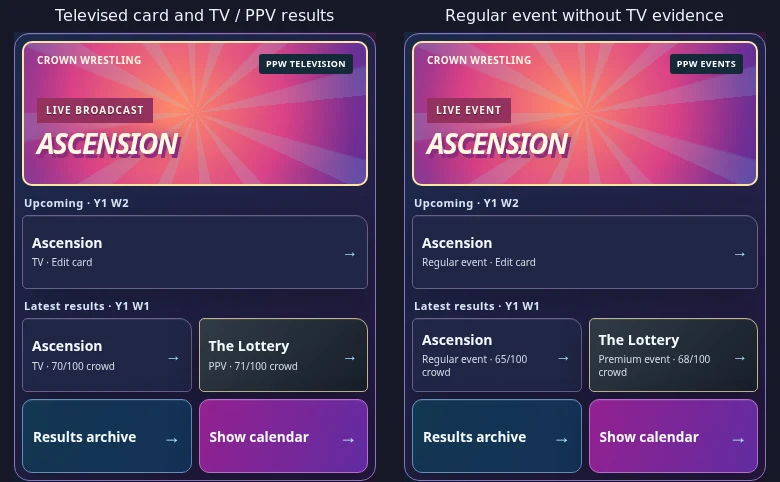 Televised card and TV / PPV results
CROWN WRESTLING
PPW TELEVISION
LIVE BROADCAST
ASCENSION
Upcoming · Y1 W2
Ascension
TV · Edit card
→
Latest results · Y1 W1
Ascension
TV · 70/100 crowd
→
The Lottery
PPV · 71/100 crowd
→
Results archive →
Show calendar →
Regular event without TV evidence
CROWN WRESTLING
PPW EVENTS
LIVE EVENT
ASCENSION
Upcoming · Y1 W2
Ascension
Regular event · Edit card
→
Latest results · Y1 W1
Ascension
Regular event · 65/100
crowd
→
The Lottery
Premium event · 68/100
crowd
→
Results archive →
Show calendar →